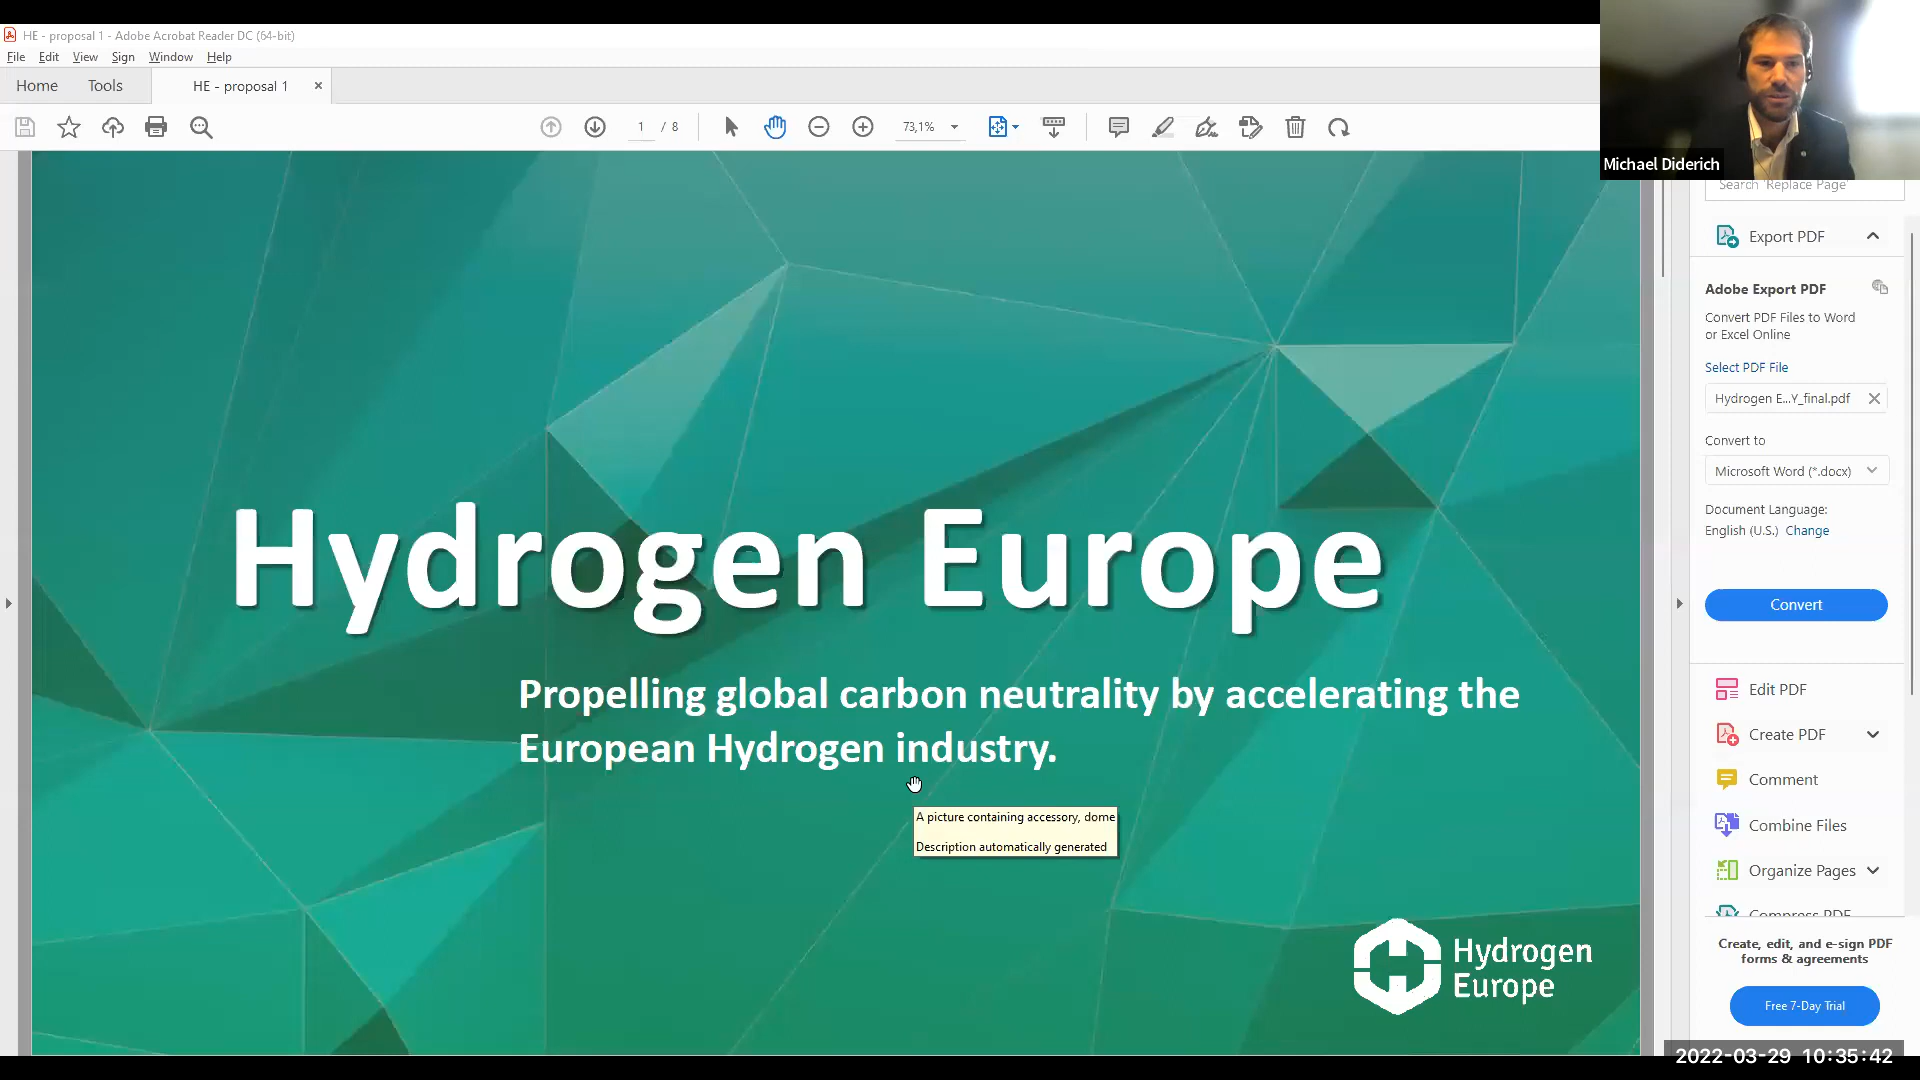 HE - proposal 1 - Adobe Acrobat Reader DC (64-bit)
File Edit View Sign Window Help
Home Tools HE - proposal 1 ×
1 / 8 73,1%
Michael Diderich
Search 'Replace Page'
Export PDF
Adobe Export PDF
Convert PDF Files to Word
or Excel Online
Select PDF File
Hydrogen E...Y_final.pdf
Convert to
Microsoft Word (*.docx)
Document Language:
English (U.S.) Change
Convert
Edit PDF
Create PDF
Comment
Combine Files
Organize Pages
Compress PDF
Create, edit, and e-sign PDF
forms & agreements
Free 7-Day Trial
Hydrogen Europe
Propelling global carbon neutrality by accelerating the
European Hydrogen industry.
A picture containing accessory, dome
Description automatically generated
Hydrogen
Europe
2022-03-29 10:35:42